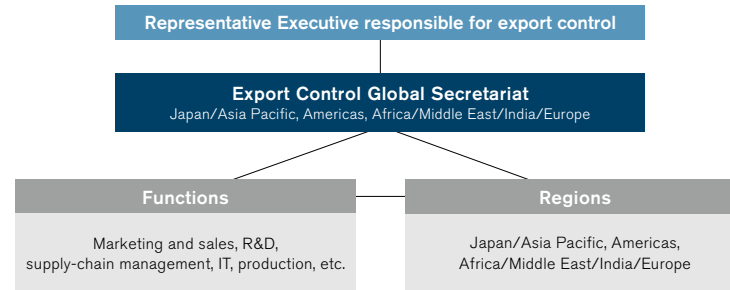 Representative Executive responsible for export control
Export Control Global Secretariat
Japan/Asia Pacific, Americas, Africa/Middle East/India/Europe
Functions
Marketing and sales, R&D,
supply-chain management, IT, production, etc.
Regions
Japan/Asia Pacific, Americas,
Africa/Middle East/India/Europe